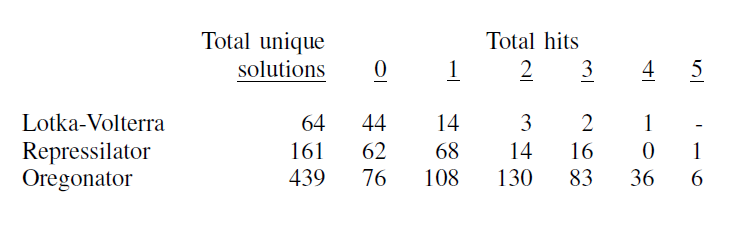 Total unique Total hits
solutions 0 1 2 3 4 5
Lotka-Volterra 64 44 14 3 2 1 -
Repressilator 161 62 68 14 16 0 1
Oregonator 439 76 108 130 83 36 6